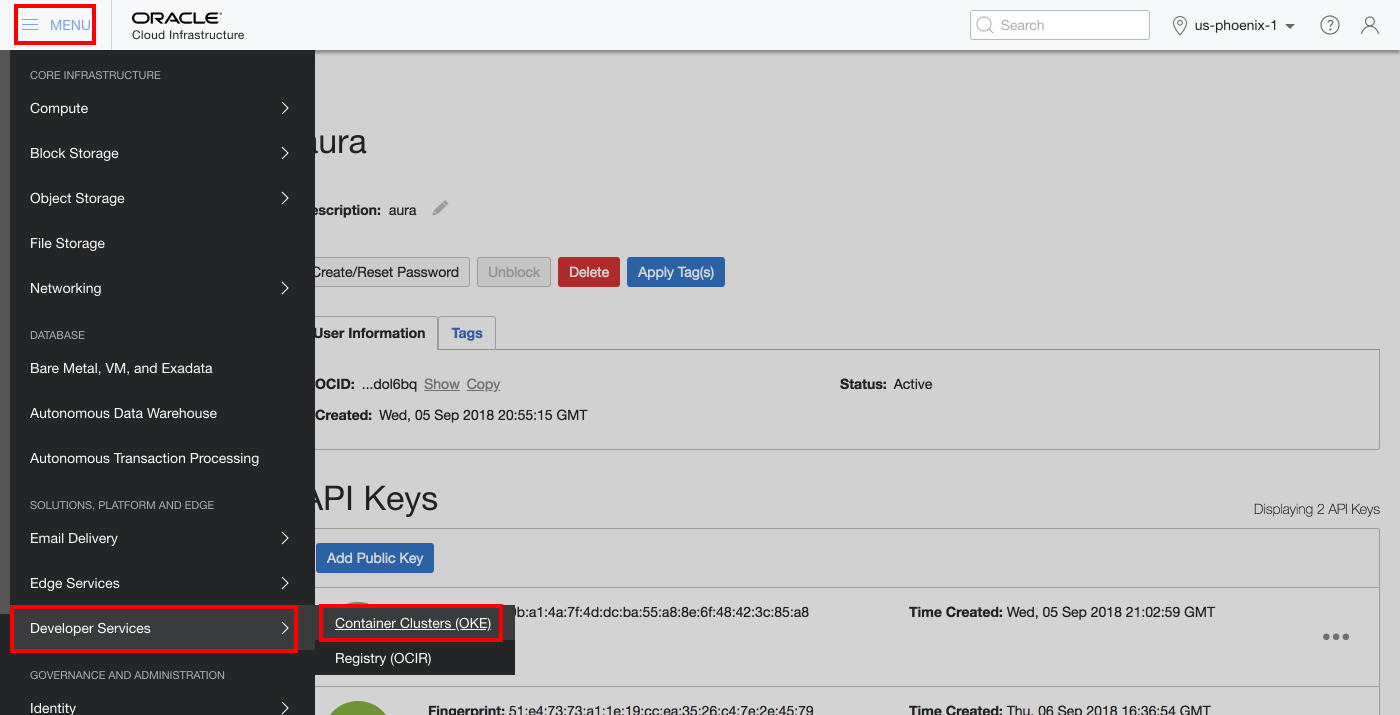 MENU
ORACLE
Cloud Infrastructure
Search
us-phoenix-1
?
CORE INFRASTRUCTURE
Compute
Block Storage
Object Storage
File Storage
Networking
DATABASE
Bare Metal, VM, and Exadata
Autonomous Data Warehouse
Autonomous Transaction Processing
SOLUTIONS, PLATFORM AND EDGE
Email Delivery
Edge Services
Developer Services
GOVERNANCE AND ADMINISTRATION
Identity
Container Clusters (OKE)
Registry (OCIR)
aura
escription: aura
Create/Reset Password Unblock Delete Apply Tag(s)
User Information Tags
OCID: ...dol6bq Show Copy Status: Active
Created: Wed, 05 Sep 2018 20:55:15 GMT
API Keys
Displaying 2 API Keys
Add Public Key
b:a1:4a:7f:4d:dc:ba:55:a8:8e:6f:48:42:3c:85:a8 Time Created: Wed, 05 Sep 2018 21:02:59 GMT
Fingerprint: 51:e4:73:73:a1:1e:19:cc:ea:35:26:c4:7e:2e:45:79 Time Created: Thu, 06 Sep 2018 16:36:54 GMT